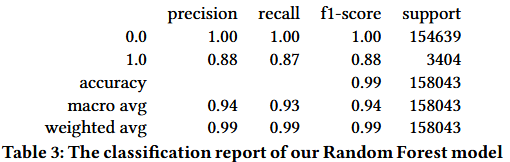 precision recall f1-score support
0.0 1.00 1.00 1.00 154639
1.0 0.88 0.87 0.88 3404
accuracy 0.99 158043
macro avg 0.94 0.93 0.94 158043
weighted avg 0.99 0.99 0.99 158043
Table 3: The classification report of our Random Forest model